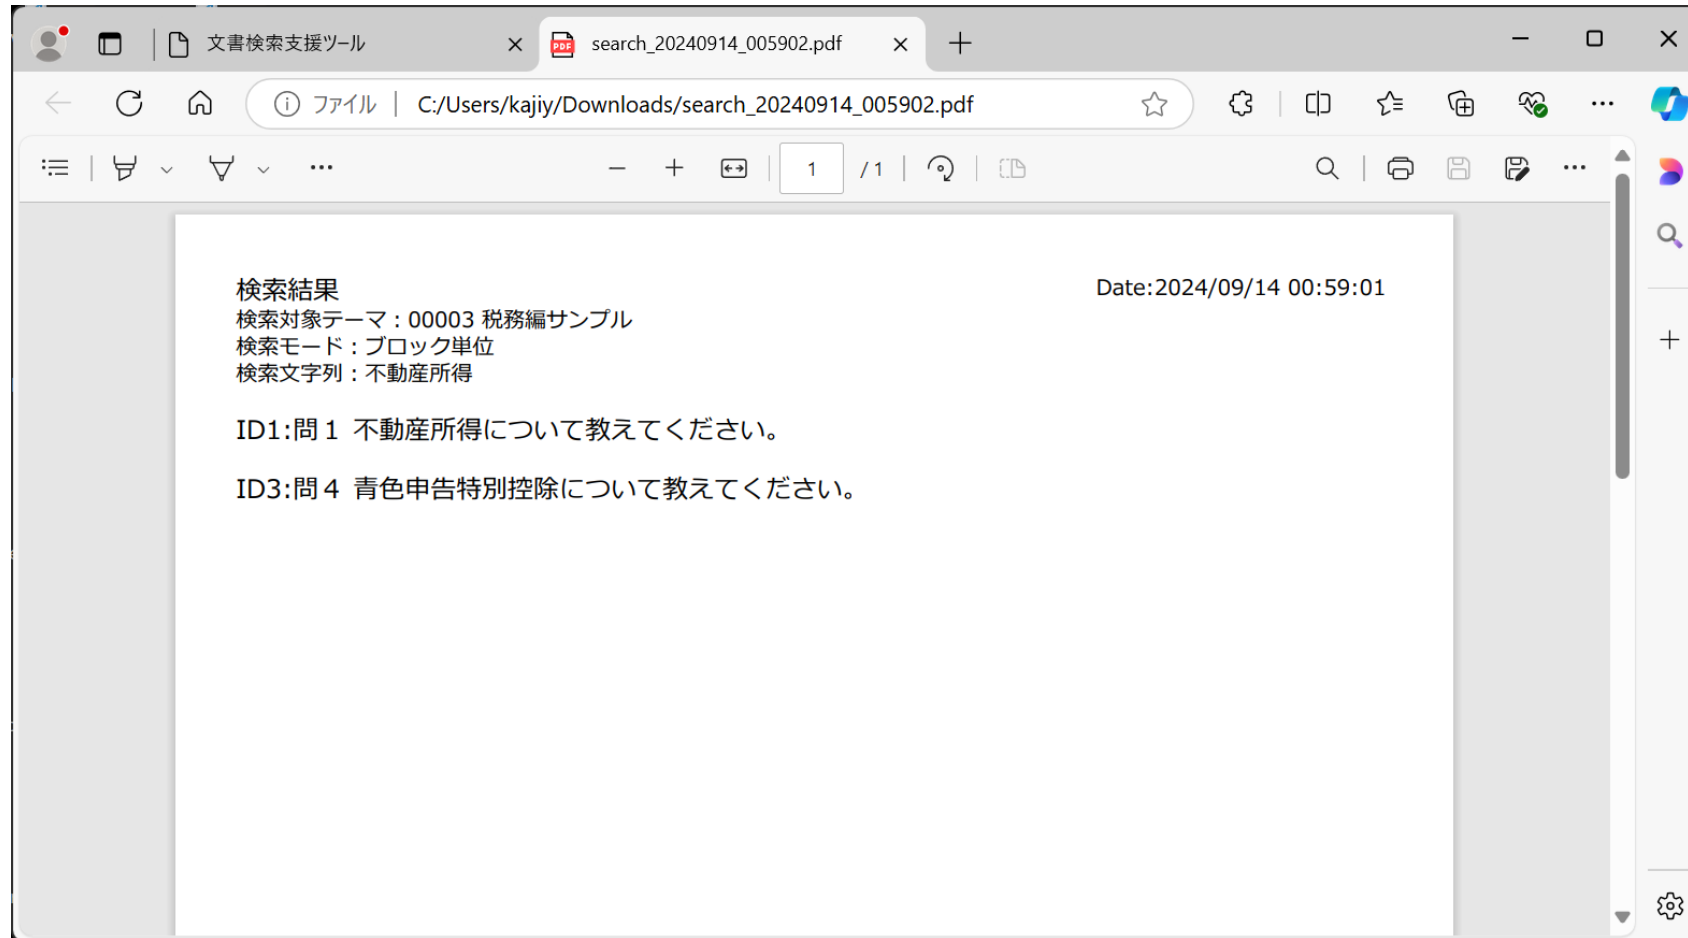 文書検索支援ツール
search_20240914_005902.pdf
ファイル
C:/Users/kajiy/Downloads/search_20240914_005902.pdf
1 / 1
検索結果
Date:2024/09/14 00:59:01
検索対象テーマ：00003 税務編サンプル
検索モード：ブロック単位
検索文字列：不動産所得
ID1:問１ 不動産所得について教えてください。
ID3:問４ 青色申告特別控除について教えてください。